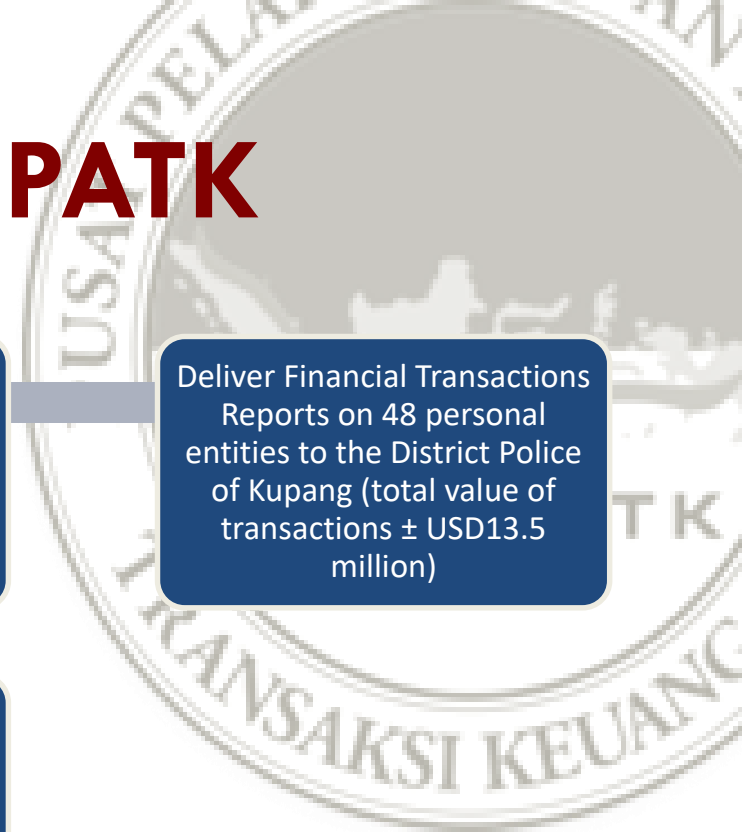 PATK
Deliver Financial Transactions
Reports on 48 personal
entities to the District Police
of Kupang (total value of
transactions ± USD13.5
million)
TK
TRANSAKSI KEUANG